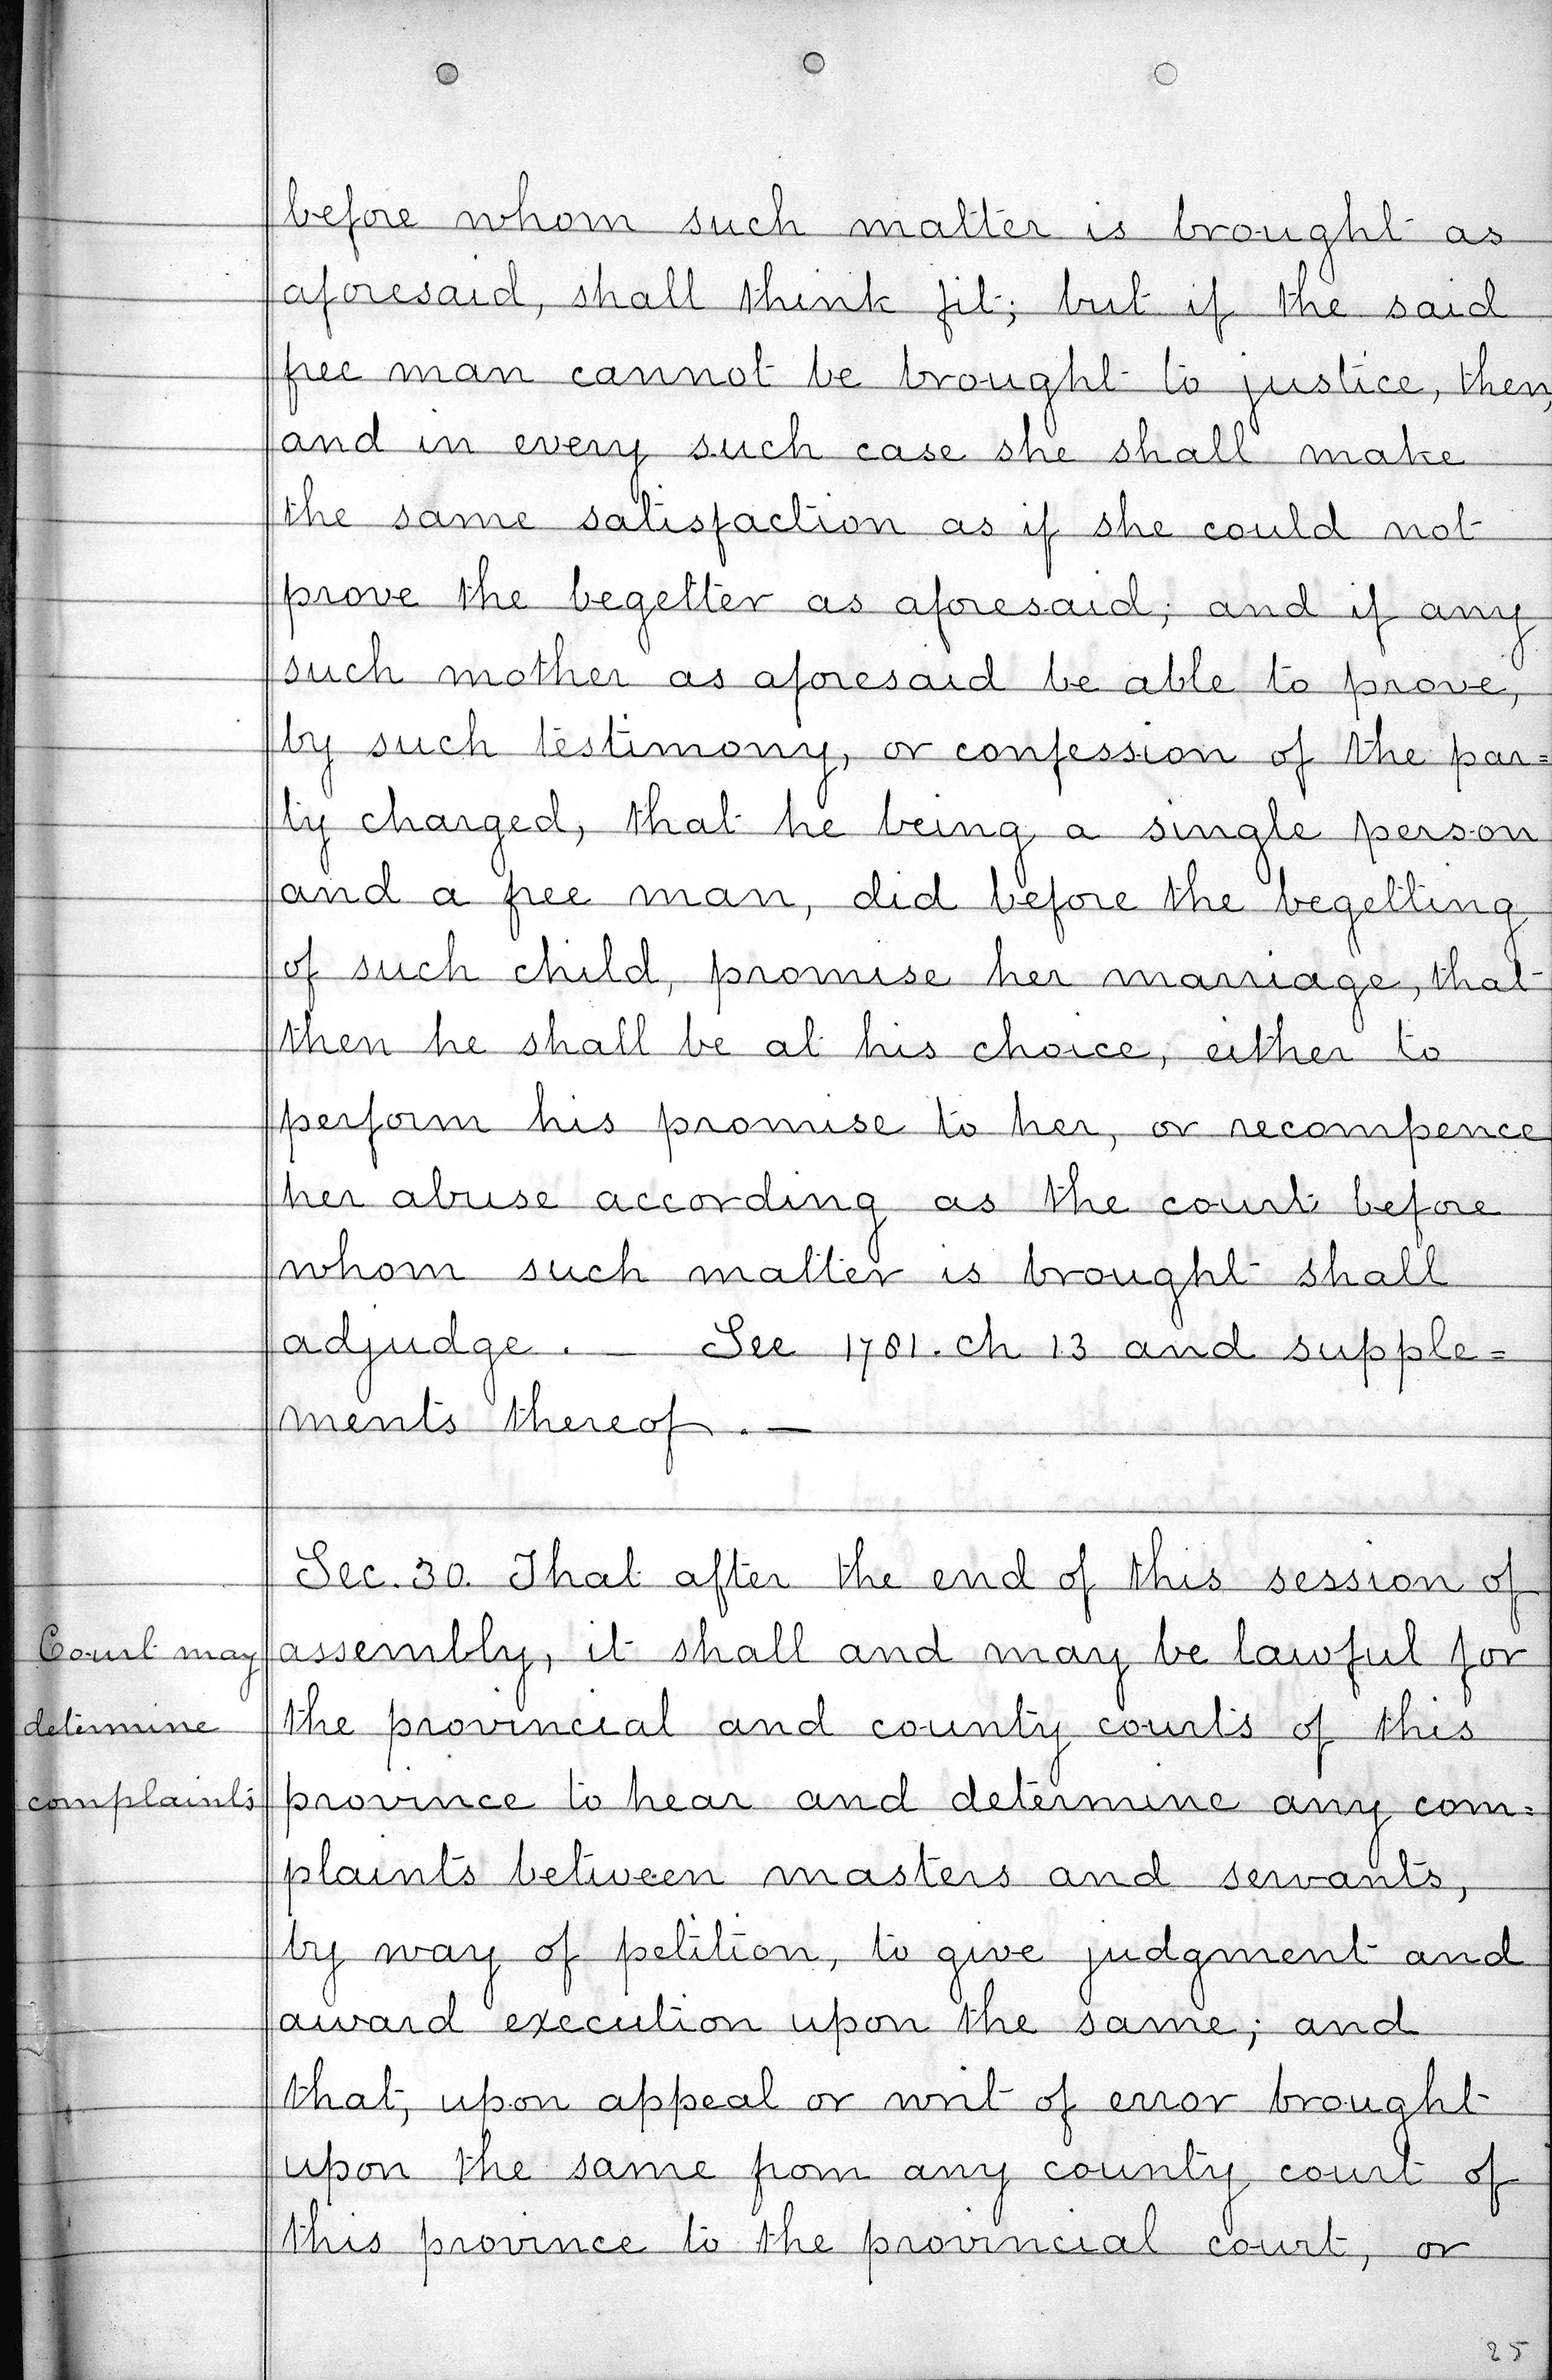 before whom such matter is brought as
aforesaid, shall think fit; but if the said
free man cannot be brought to justice, then,
and in every such case she shall make
the same satisfaction as if she could not
prove the begetter as aforesaid; and if any
such mother as aforesaid be able to prove,
by such testimony, or confession of the par=
ty charged, that he being a single person
and a free man, did before the begetting
of such child, promise her marriage, that
then he shall be at his choice, either to
perform his promise to her, or recompence
her abuse according as the court before
whom such matter is brought shall
adjudge. — See 1781. ch 13 and supple=
ments thereof. —
Sec. 30. That after the end of this session of
Court may
assembly, it shall and may be lawful for
determine
the provincial and county courts of this
complaints
province to hear and determine any com=
plaints between masters and servants,
by way of petition, to give judgment and
award execution upon the same; and
that, upon appeal or writ of error brought
upon the same from any county court of
this province to the provincial court, or
25